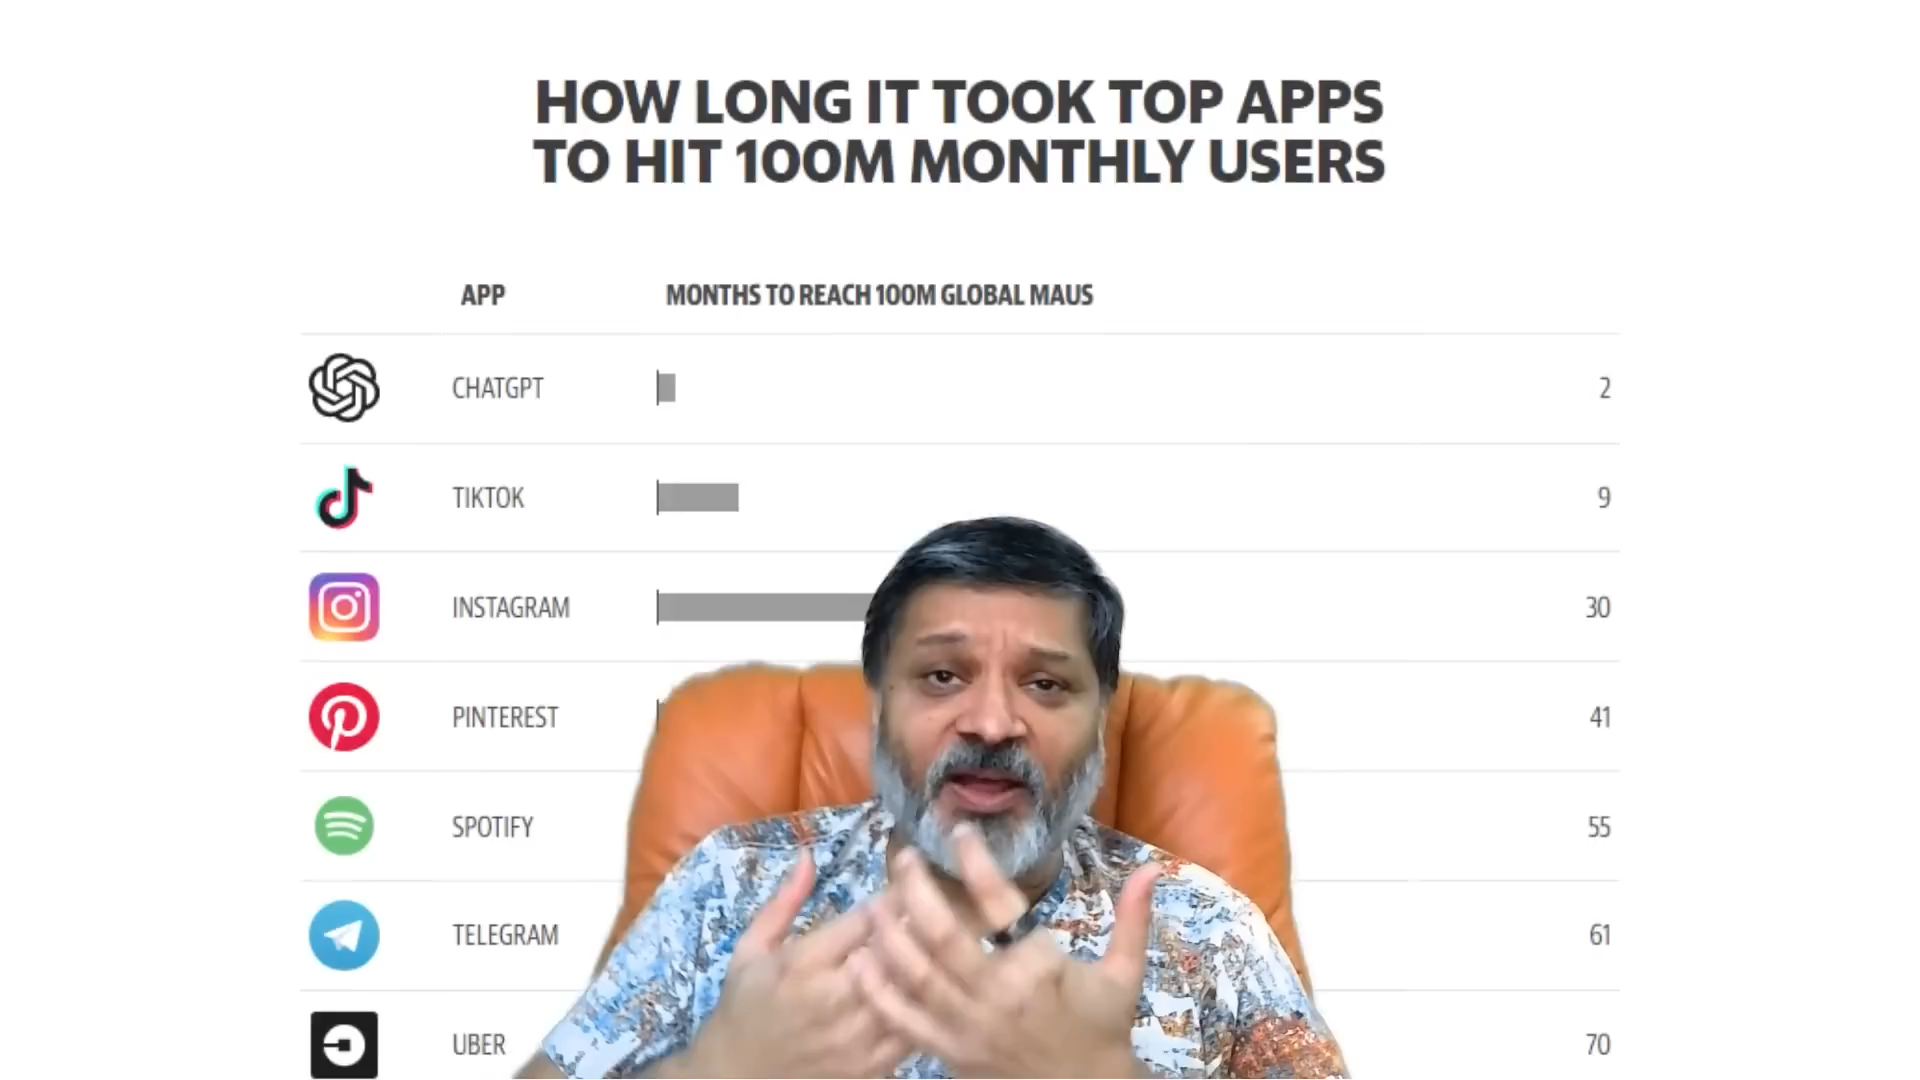 HOW LONG IT TOOK TOP APPS
TO HIT 100M MONTHLY USERS
APP MONTHS TO REACH 100M GLOBAL MAUS
CHATGPT 2
TIKTOK 9
INSTAGRAM 30
PINTEREST 41
SPOTIFY 55
TELEGRAM 61
UBER 70